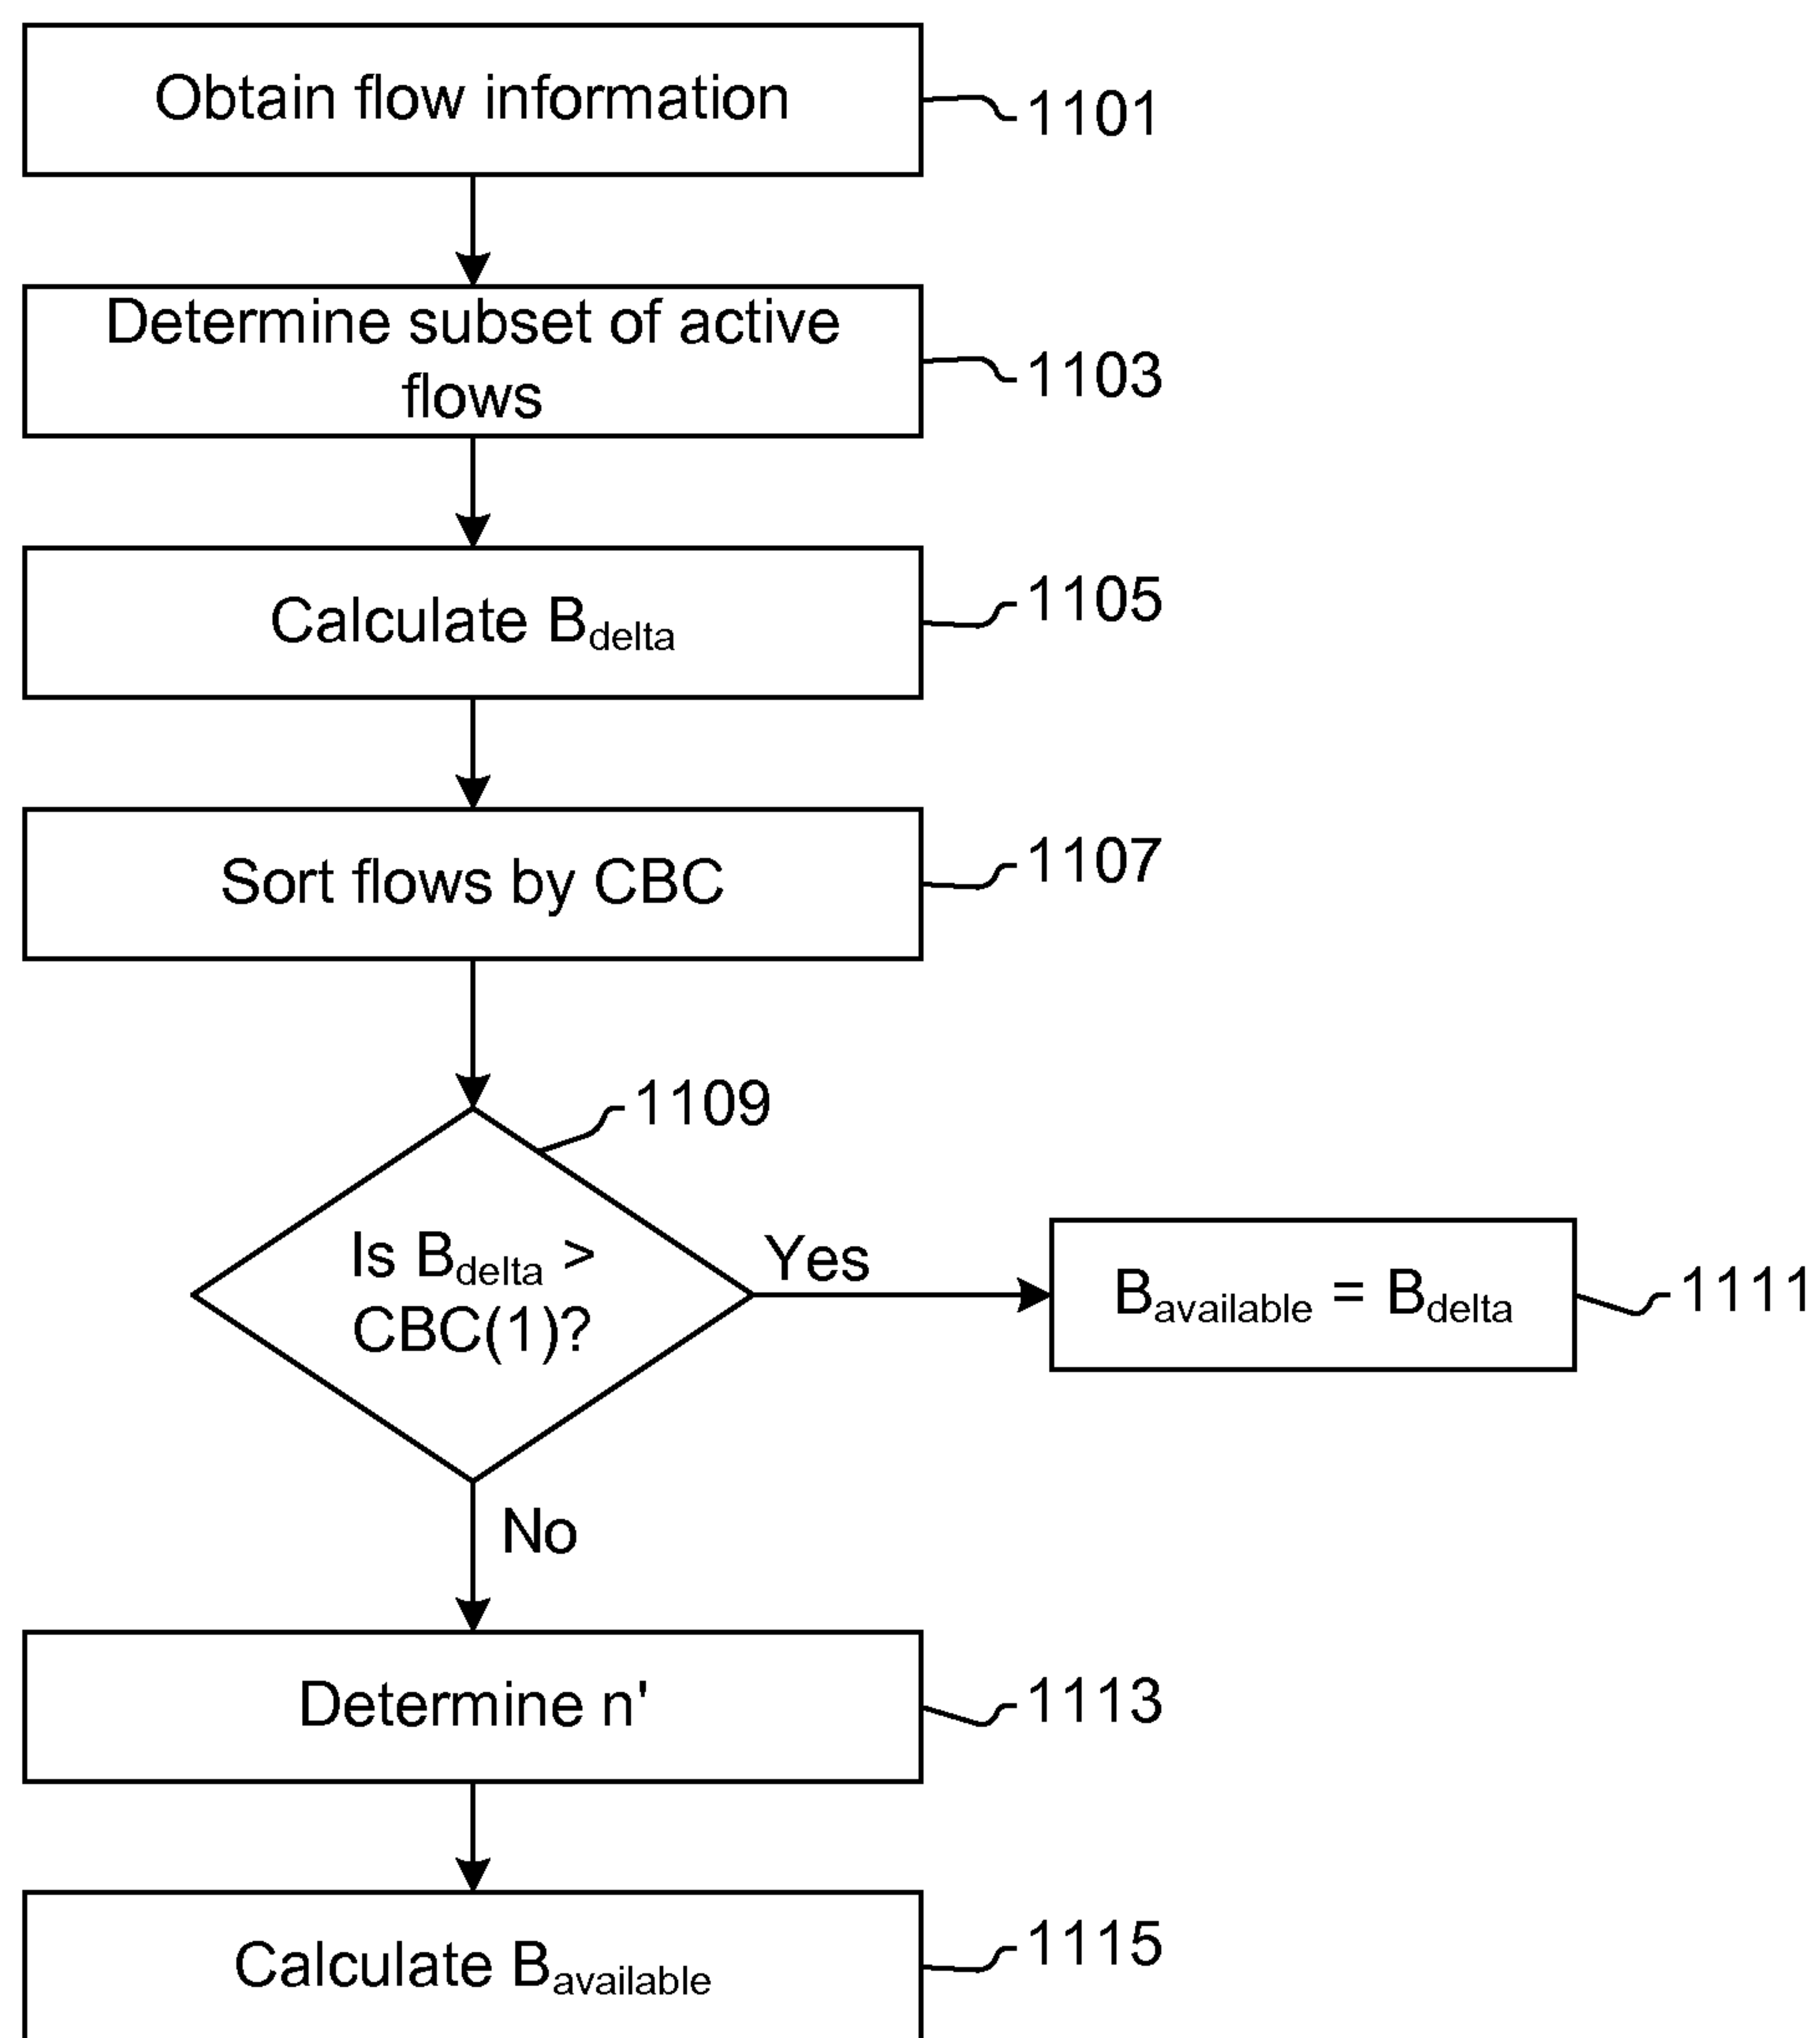 Obtain flow information
1101
Determine subset of active
flows
1103
Calculate Bdelta
1105
Sort flows by CBC
1107
1109
Is Bdelta >
CBC(1)?
Yes
Bavailable = Bdelta
1111
No
Determine n'
1113
Calculate Bavailable
1115